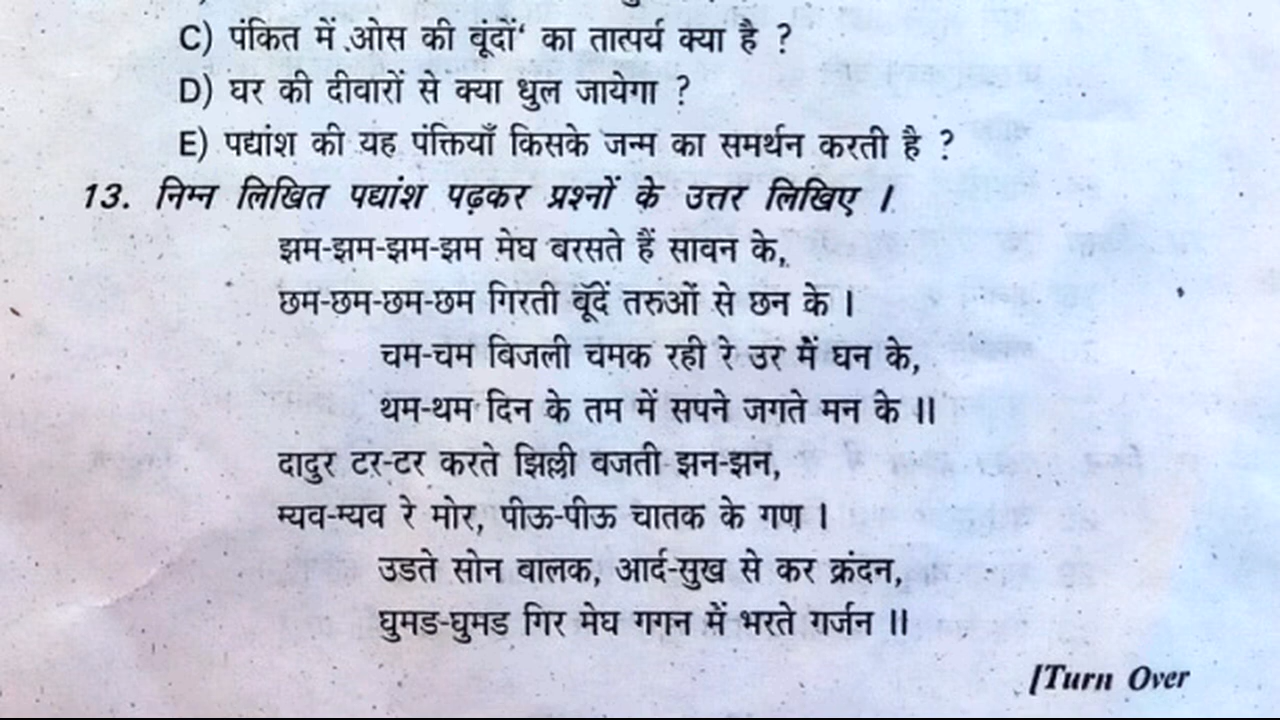 C) पंकित में ओस की बूंदों' का तात्पर्य क्या है ?
D) घर की दीवारों से क्या धुल जायेगा ?
E) पद्यांश की यह पंक्तियाँ किसके जन्म का समर्थन करती है ?
13. निम्न लिखित पद्यांश पढ़कर प्रश्नों के उत्तर लिखिए ।
झम-झम-झम-झम मेघ बरसते हैं सावन के,
छम-छम-छम-छम गिरती बूँदें तरुओं से छन के ।
चम-चम बिजली चमक रही रे उर में घन के,
थम-थम दिन के तम में सपने जगते मन के ॥
दादुर टर-टर करते झिल्ली वजती झन-झन,
म्यव-म्यव रे मोर, पीऊ-पीऊ चातक के गण ।
उडते सोन बालक, आर्द-सुख से कर क्रंदन,
घुमड-घुमड गिर मेघ गगन में भरते गर्जन ॥
[Turn Over